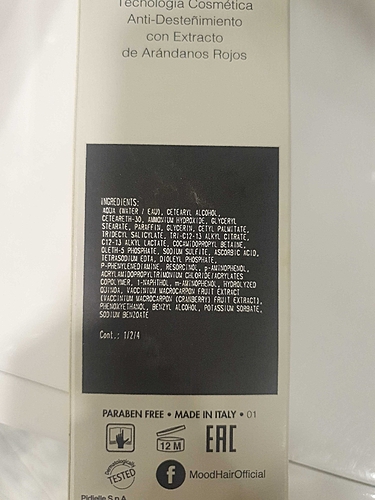 Tecnología Cosmética
Anti-Desteñimiento
con Extracto
de Arándanos Rojos
INGREDIENTS:
AQUA (WATER / EAU), CETEARYL ALCOHOL,
CETEARETH-30, AMMONIUM HYDROXIDE, GLYCERYL
STEARATE, PARAFFIN, GLYCERIN, CETYL PALMITATE,
TRIDECYL SALICYLATE, TRI-C12-13 ALKYL CITRATE,
C12-13 ALKYL LACTATE, COCAMIDOPROPYL BETAINE,
OLETH-5 PHOSPHATE, SODIUM SULFITE, ASCORBIC ACID,
TETRASODIUM EDTA, DIOLEYL PHOSPHATE,
P-PHENYLENEDIAMINE, RESORCINOL, p-AMINOPHENOL,
ACRYLAMIDOPROPYLTRIMONIUM CHLORIDE/ACRYLATES
COPOLYMER, 1-NAPHTHOL, m-AMINOPHENOL, HYDROLYZED
QUINOA, VACCINIUM MACROCARPON FRUIT EXTRACT
(VACCINIUM MACROCARPON (CRANBERRY) FRUIT EXTRACT),
PHENOXYETHANOL, BENZYL ALCOHOL, POTASSIUM SORBATE,
SODIUM BENZOATE
Cont.: 1/2/4
PARABEN FREE • MADE IN ITALY • 01
12 M
EAC
Dermatologically
TESTED
f MoodHairOfficial
Pidielle S.p.A.